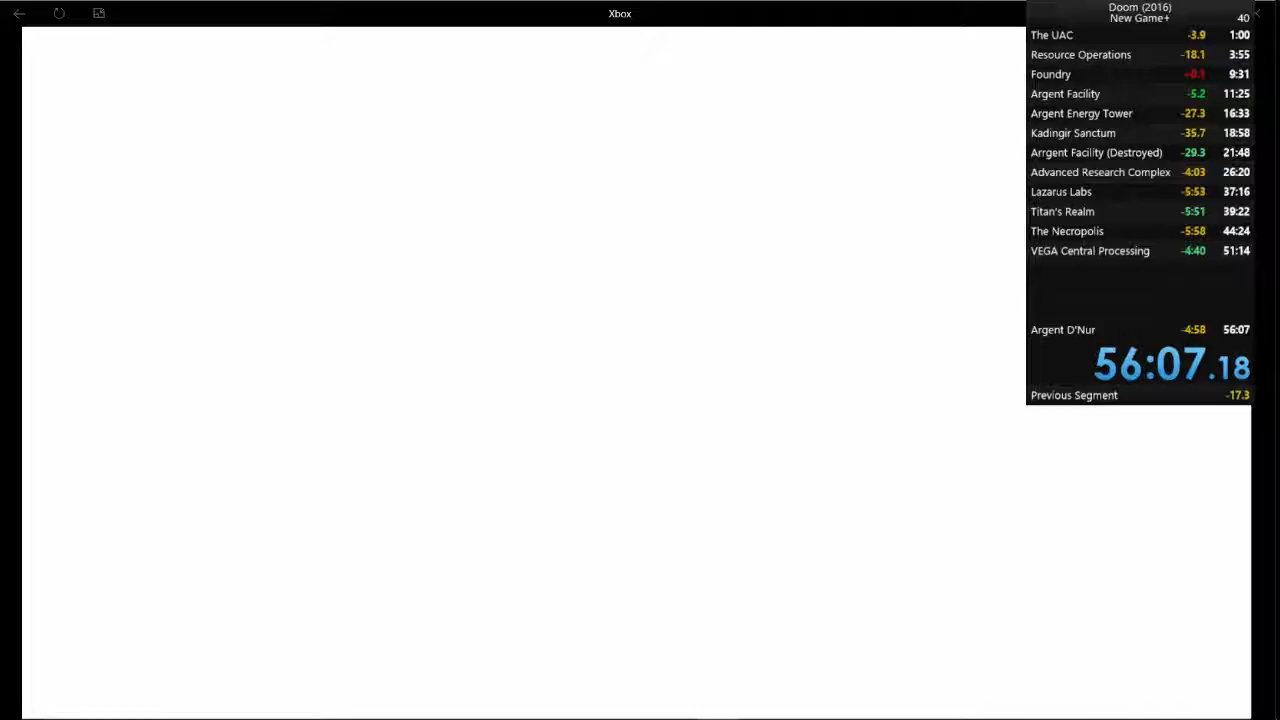 Xbox
Doom (2016)
New Game+ 40
The UAC -3.9 1:00
Resource Operations -18.1 3:55
Foundry +0.1 9:31
Argent Facility -5.2 11:25
Argent Energy Tower -27.3 16:33
Kadingir Sanctum -35.7 18:58
Arrgent Facility (Destroyed) -29.3 21:48
Advanced Research Complex -4:03 26:20
Lazarus Labs -5:53 37:16
Titan's Realm -5:51 39:22
The Necropolis -5:58 44:24
VEGA Central Processing -4:40 51:14
Argent D'Nur -4:58 56:07
56:07.18
Previous Segment -17.3